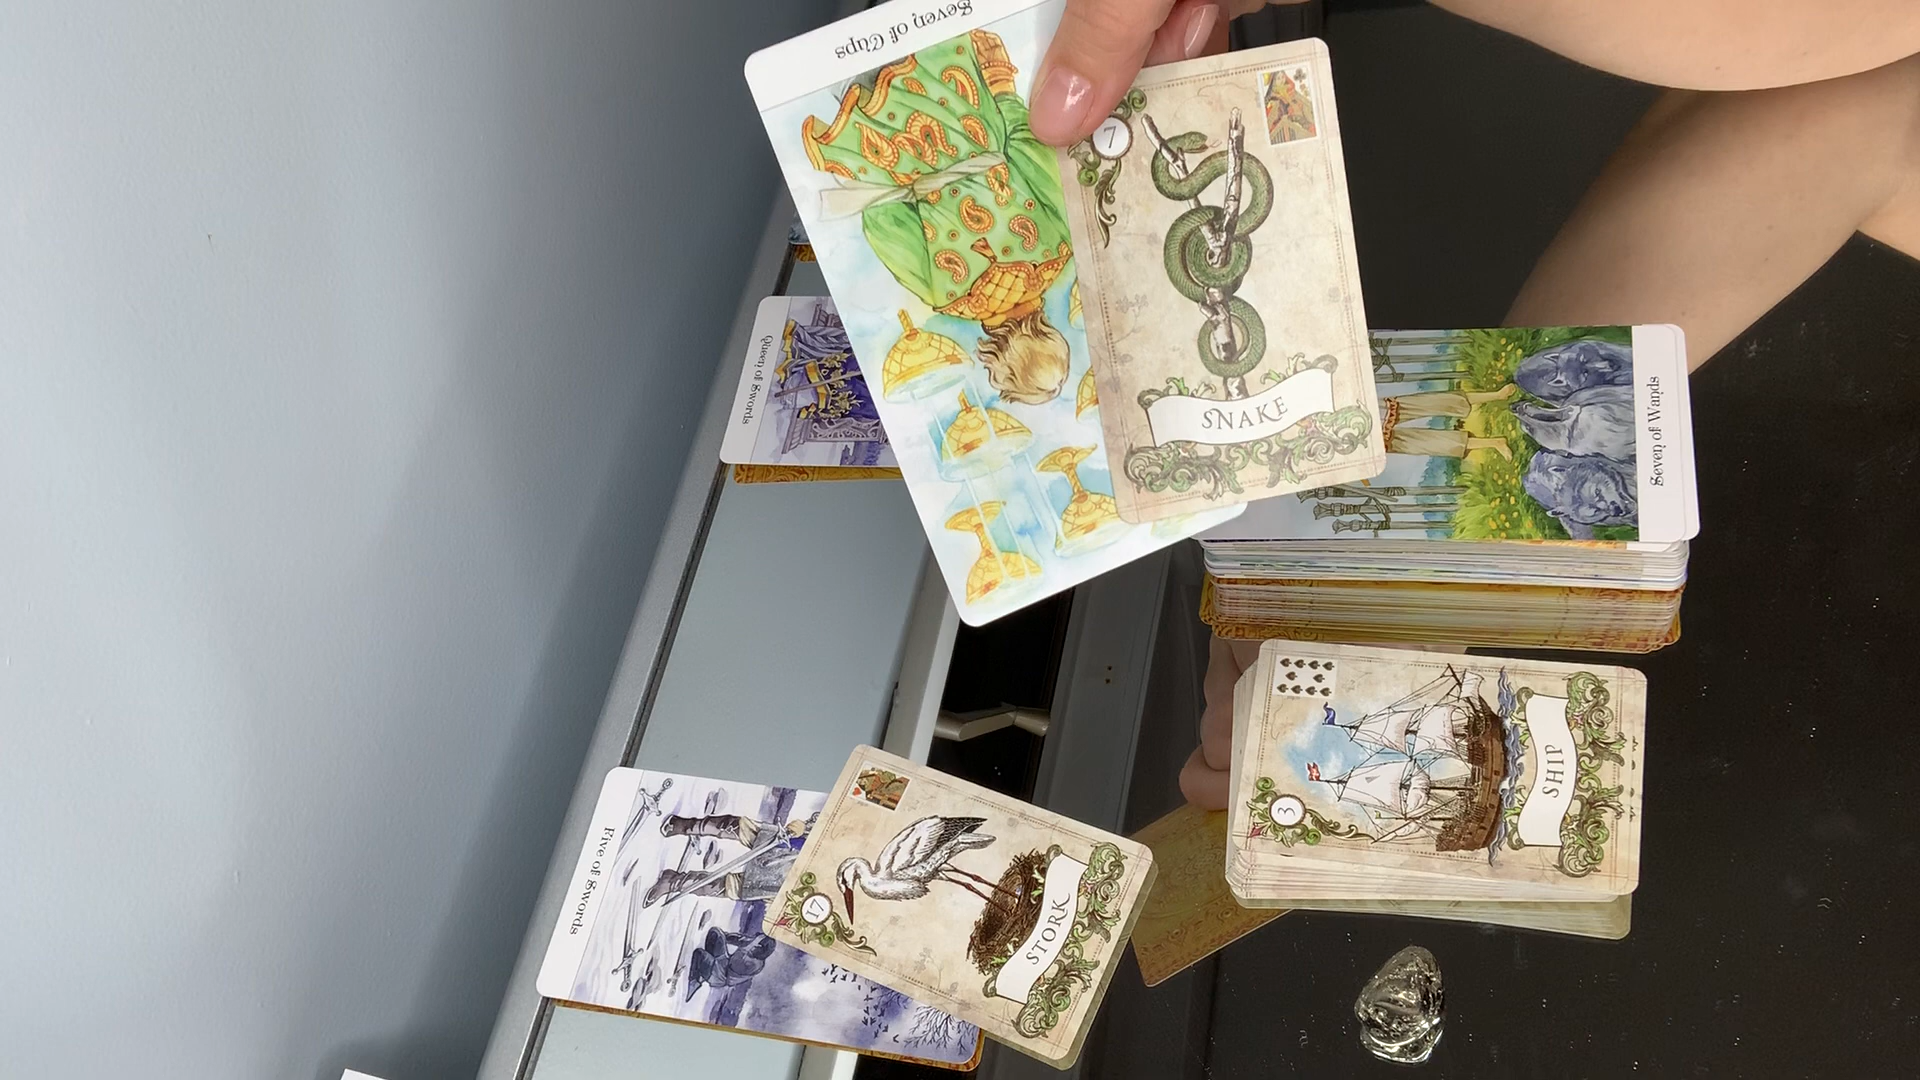 Seven of Cups
7
SNAKE
Queen of Swords
Seven of Wands
3
SHIP
Five of Swords
17
STORK